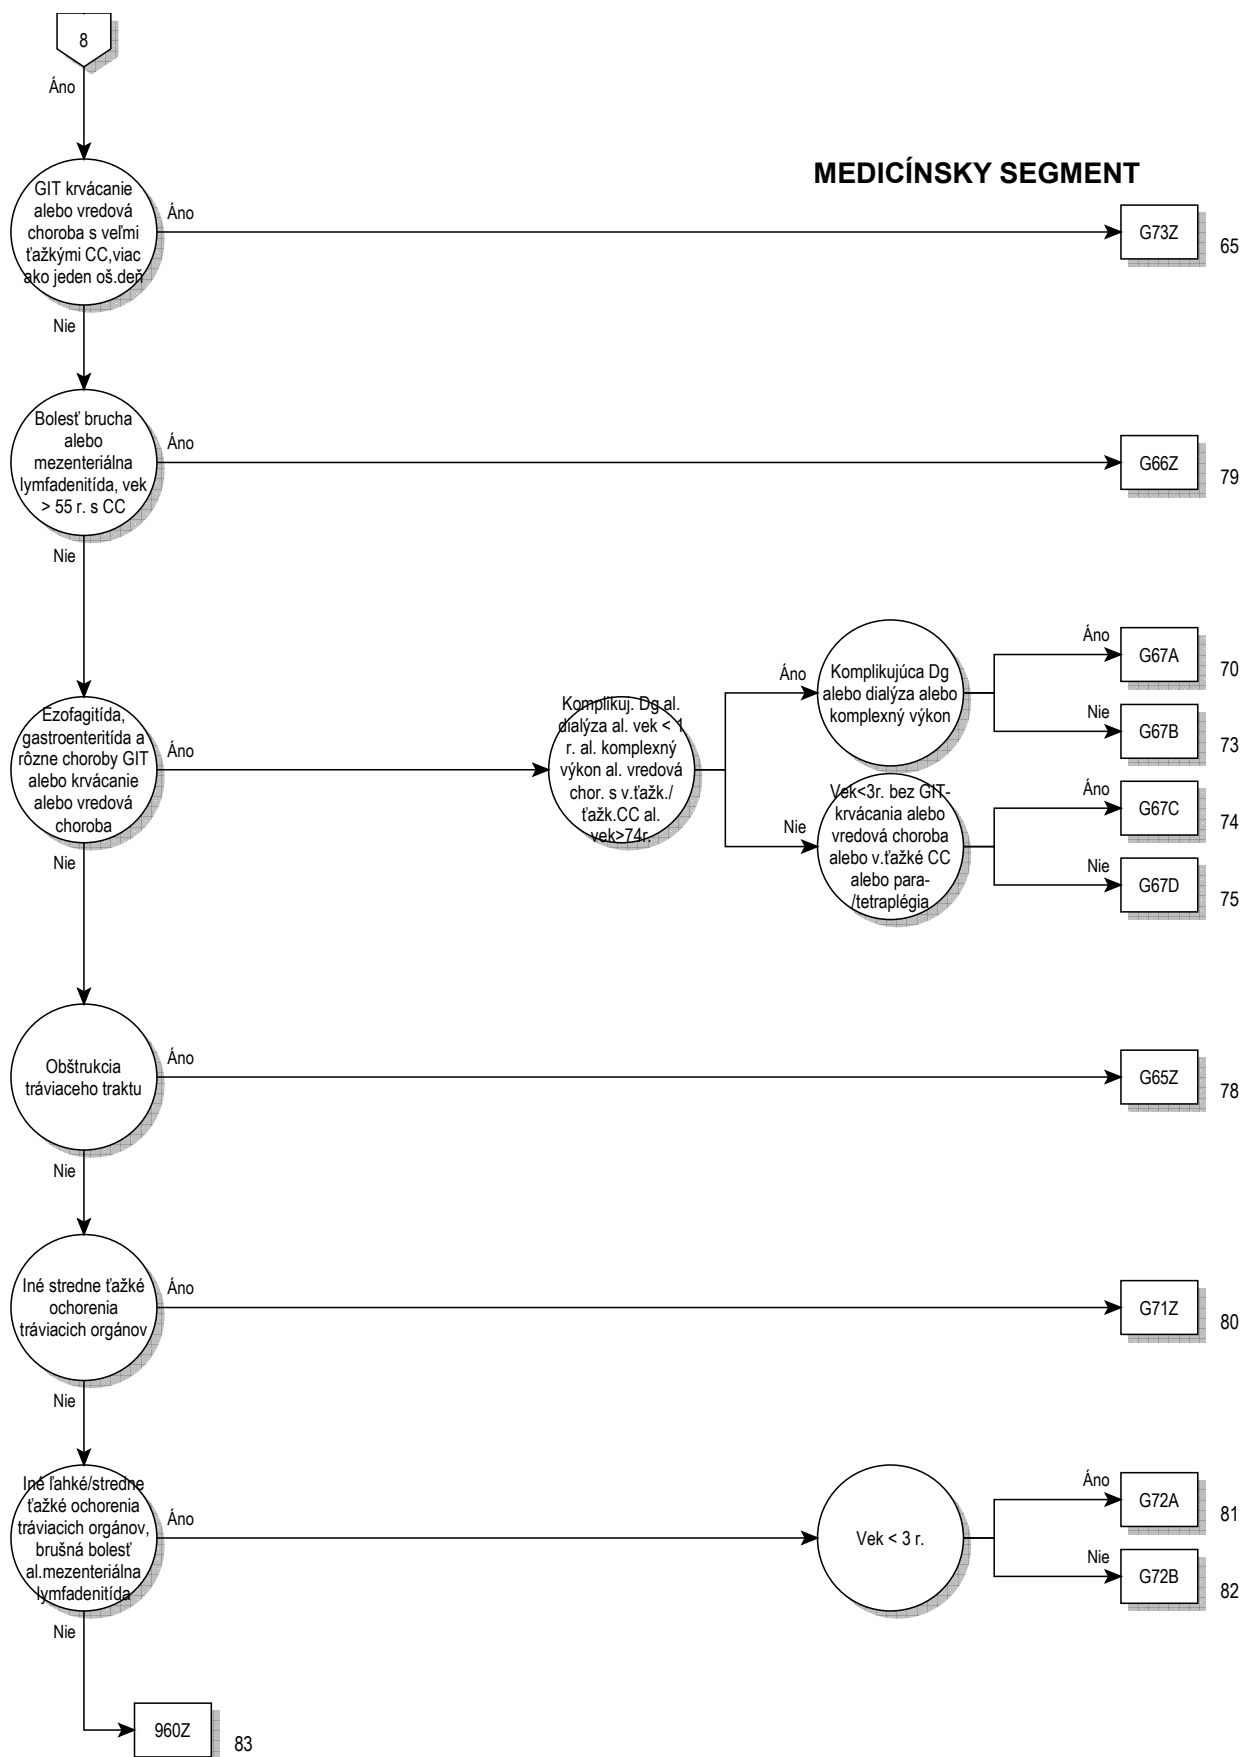 8
Áno
MEDICÍNSKY SEGMENT
GIT krvácanie
alebo vredová
choroba s veľmi
ťažkými CC,viac
ako jeden oš.deň
Áno
G73Z
65
Nie
Bolesť brucha
alebo
mezenteriálna
lymfadenitída, vek
> 55 r. s CC
Áno
G66Z
79
Nie
Ezofagitída,
gastroenteritída a
rôzne choroby GIT
alebo krvácanie
alebo vredová
choroba
Áno
Komplikuj. Dg al.
dialýza al. vek < 1
r. al. komplexný
výkon al. vredová
chor. s v.ťažk./
ťažk.CC al.
vek>74r.
Áno
Komplikujúca Dg
alebo dialýza alebo
komplexný výkon
Áno
G67A
70
Nie
G67B
73
Nie
Vek<3r. bez GIT-
krvácania alebo
vredová choroba
alebo v.ťažké CC
alebo para-
/tetraplégia
Áno
G67C
74
Nie
G67D
75
Nie
Obštrukcia
tráviaceho traktu
Áno
G65Z
78
Nie
Iné stredne ťažké
ochorenia
tráviacich orgánov
Áno
G71Z
80
Nie
Iné ľahké/stredne
ťažké ochorenia
tráviacich orgánov,
brušná bolesť
al.mezenteriálna
lymfadenitída
Áno
Vek < 3 r.
Áno
G72A
81
Nie
G72B
82
Nie
960Z
83